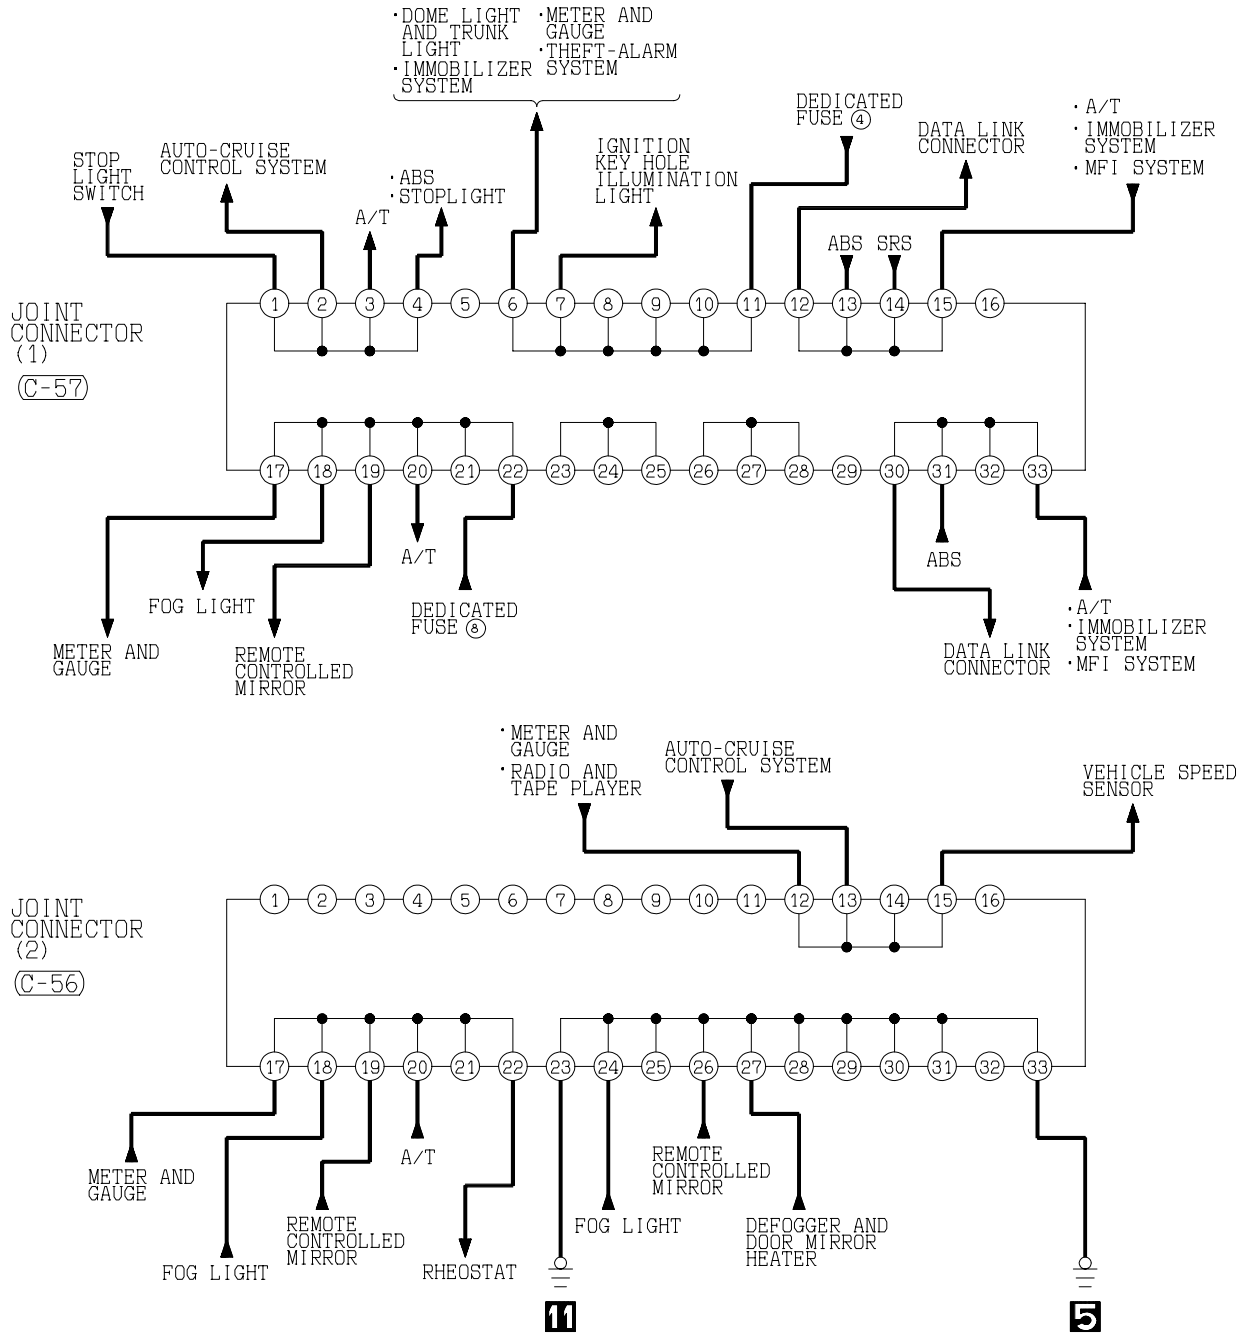 ·DOME LIGHT
AND TRUNK
LIGHT
·IMMOBILIZER
SYSTEM
·METER AND
GAUGE
·THEFT-ALARM
SYSTEM
DEDICATED
FUSE ④
DATA LINK
CONNECTOR
·A/T
·IMMOBILIZER
SYSTEM
·MFI SYSTEM
STOP
LIGHT
SWITCH
AUTO-CRUISE
CONTROL SYSTEM
A/T
·ABS
·STOPLIGHT
IGNITION
KEY HOLE
ILLUMINATION
LIGHT
ABS SRS
JOINT
CONNECTOR
(1)
C-57
1 2 3 4 5 6 7 8 9 10 11 12 13 14 15 16
17 18 19 20 21 22 23 24 25 26 27 28 29 30 31 32 33
METER AND
GAUGE
FOG LIGHT
REMOTE
CONTROLLED
MIRROR
A/T
DEDICATED
FUSE ⑧
ABS
DATA LINK
CONNECTOR
·A/T
·IMMOBILIZER
SYSTEM
·MFI SYSTEM
·METER AND
GAUGE
·RADIO AND
TAPE PLAYER
AUTO-CRUISE
CONTROL SYSTEM
VEHICLE SPEED
SENSOR
JOINT
CONNECTOR
(2)
C-56
1 2 3 4 5 6 7 8 9 10 11 12 13 14 15 16
17 18 19 20 21 22 23 24 25 26 27 28 29 30 31 32 33
METER AND
GAUGE
FOG LIGHT
REMOTE
CONTROLLED
MIRROR
A/T
RHEOSTAT
FOG LIGHT
REMOTE
CONTROLLED
MIRROR
DEFOGGER AND
DOOR MIRROR
HEATER
11
5